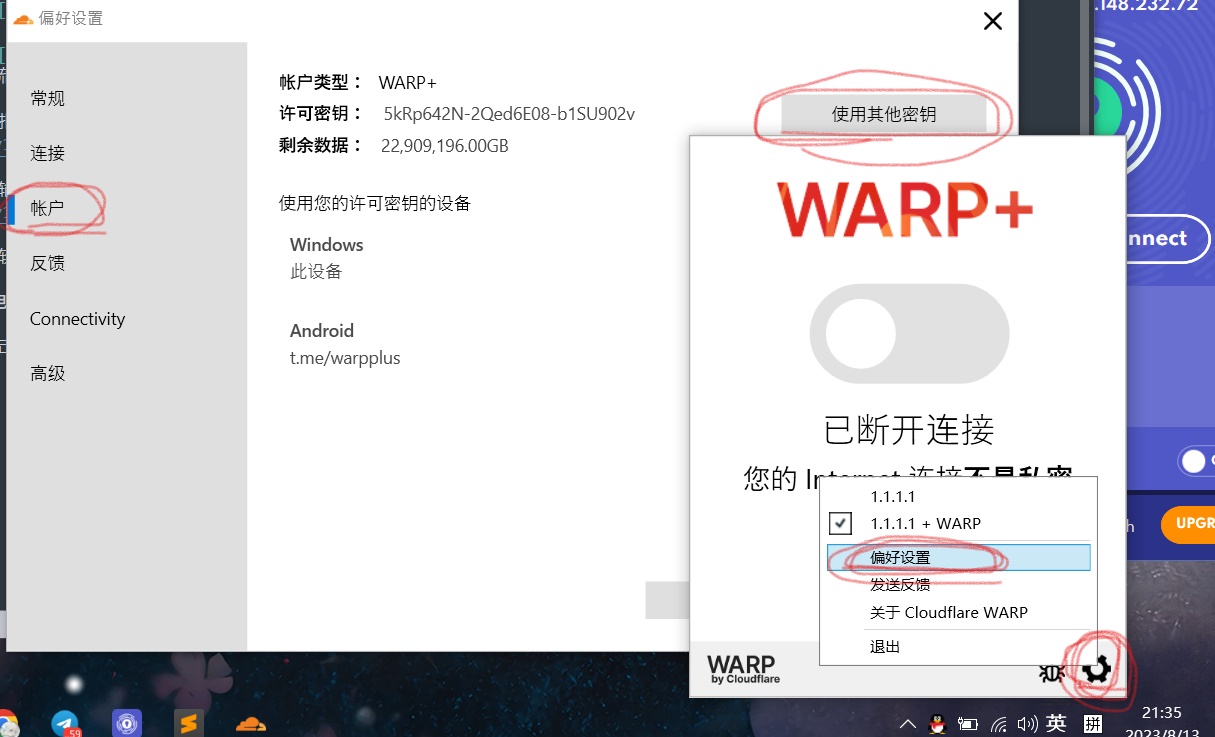 偏好设置
常规
连接
帐户
反馈
Connectivity
高级
帐户类型： WARP+
许可密钥： 5kRp642N-2Qed6E08-b1SU902v
剩余数据： 22,909,196.00GB
使用其他密钥
使用您的许可密钥的设备
Windows
此设备
Android
t.me/warpplus
WARP+
已断开连接
您的 Internet 连接不是私密
1.1.1.1
1.1.1.1 + WARP
偏好设置
发送反馈
关于 Cloudflare WARP
退出
WARP
by Cloudflare
.148.232.72
nnect
h
UPGR
59
英
拼
21:35
2023/8/13